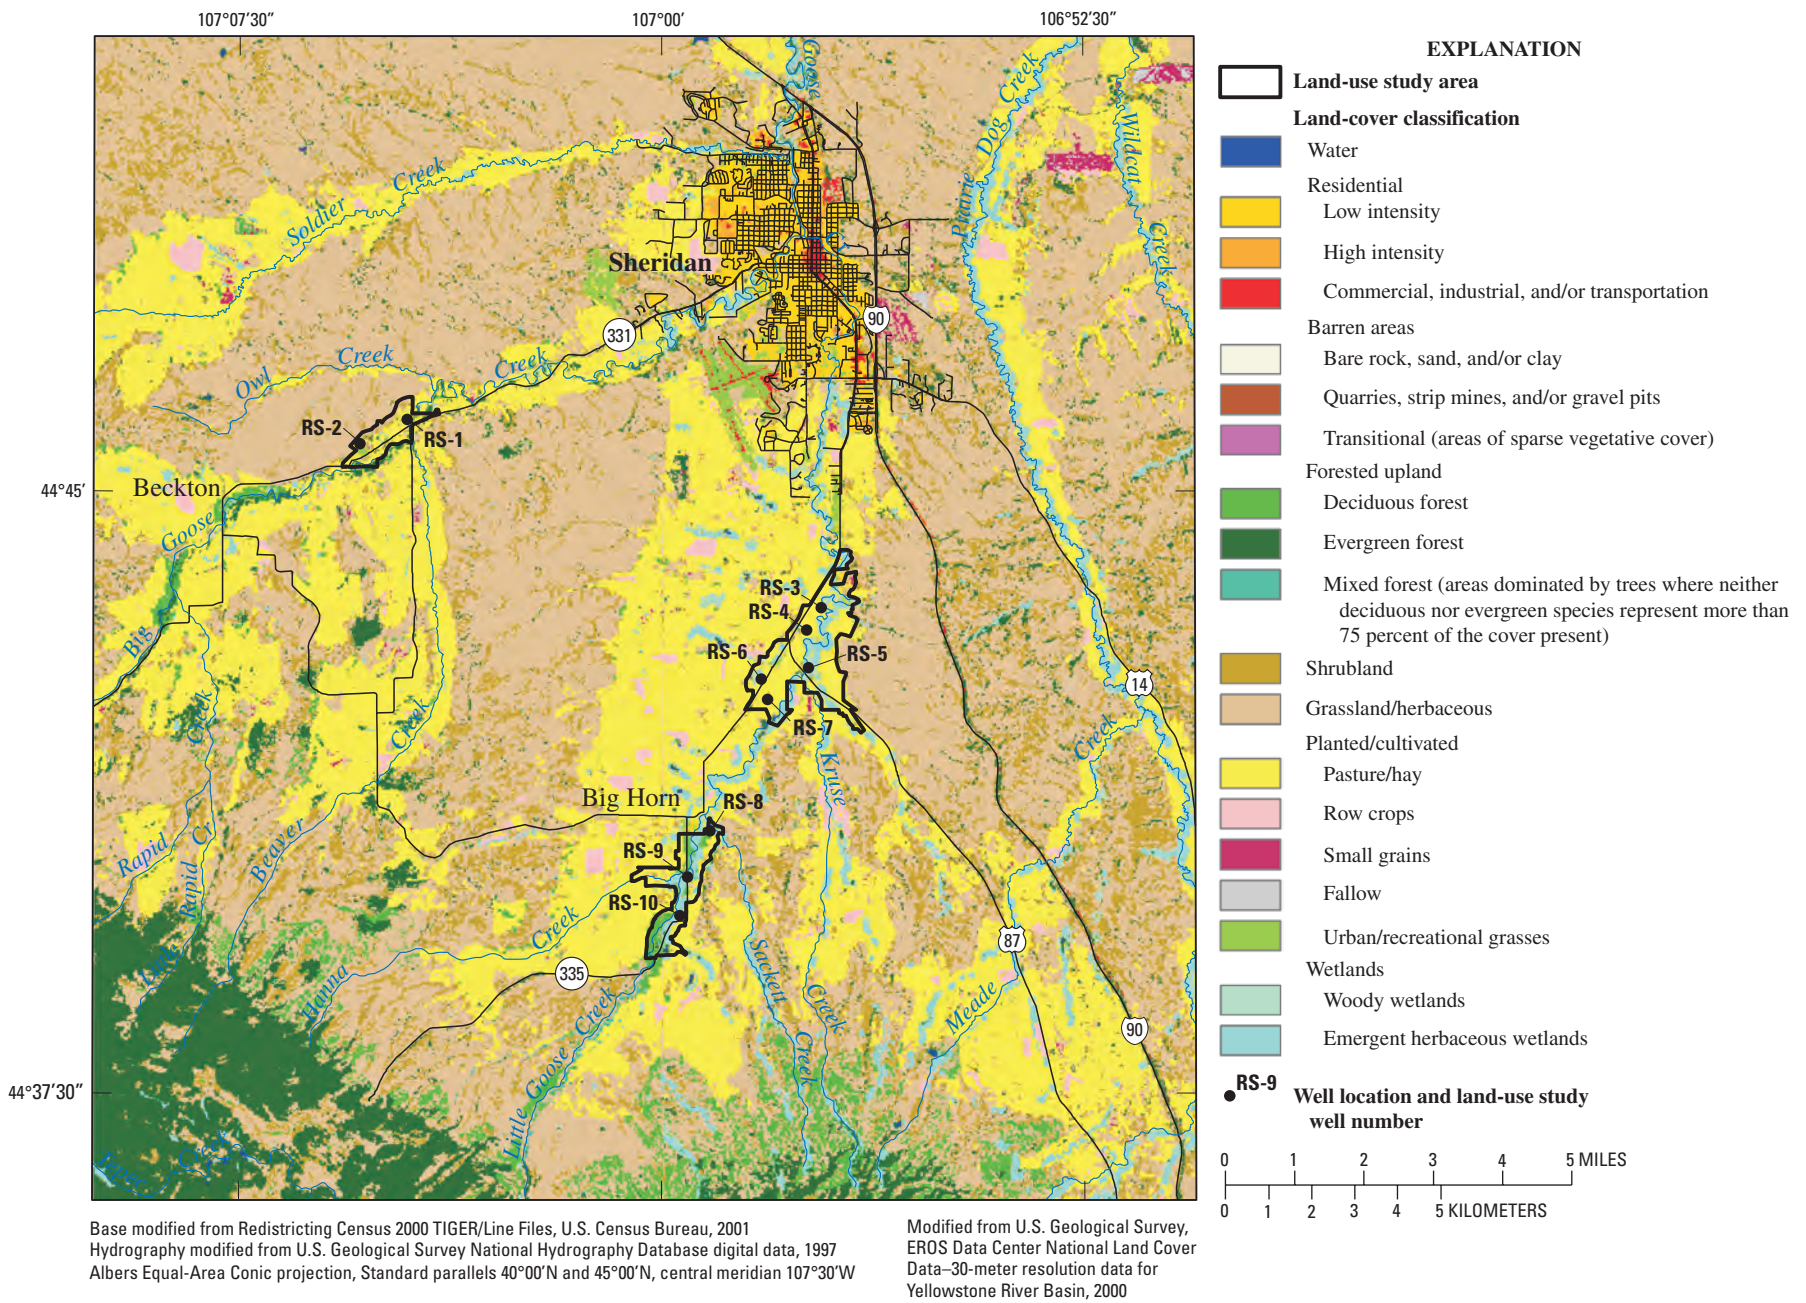 107°07'30"
107°00'
106°52'30"
44°45'
44°37'30"
Goose
Cr
Prairie
Dog
Creek
Wildcat
Creek
Soldier
Creek
Sheridan
90
331
Owl
Creek
Creek
RS-2
RS-1
Beckton
Goose
Big
RS-3
RS-4
RS-6
RS-5
RS-7
14
Creek
Creek
Creek
Kruse
Big Horn
RS-8
RS-9
RS-10
Rapid
Rapid Cr
Little
Beaver
Creek
Hanna
335
Sackett
Creek
Creek
Meade
87
90
Little Goose Creek
Creek
EXPLANATION
Land-use study area
Land-cover classification
Water
Residential
Low intensity
High intensity
Commercial, industrial, and/or transportation
Barren areas
Bare rock, sand, and/or clay
Quarries, strip mines, and/or gravel pits
Transitional (areas of sparse vegetative cover)
Forested upland
Deciduous forest
Evergreen forest
Mixed forest (areas dominated by trees where neither
deciduous nor evergreen species represent more than
75 percent of the cover present)
Shrubland
Grassland/herbaceous
Planted/cultivated
Pasture/hay
Row crops
Small grains
Fallow
Urban/recreational grasses
Wetlands
Woody wetlands
Emergent herbaceous wetlands
RS-9
Well location and land-use study
well number
0 1 2 3 4 5 MILES
0 1 2 3 4 5 KILOMETERS
Base modified from Redistricting Census 2000 TIGER/Line Files, U.S. Census Bureau, 2001
Hydrography modified from U.S. Geological Survey National Hydrography Database digital data, 1997
Albers Equal-Area Conic projection, Standard parallels 40°00'N and 45°00'N, central meridian 107°30'W
Modified from U.S. Geological Survey,
EROS Data Center National Land Cover
Data–30-meter resolution data for
Yellowstone River Basin, 2000